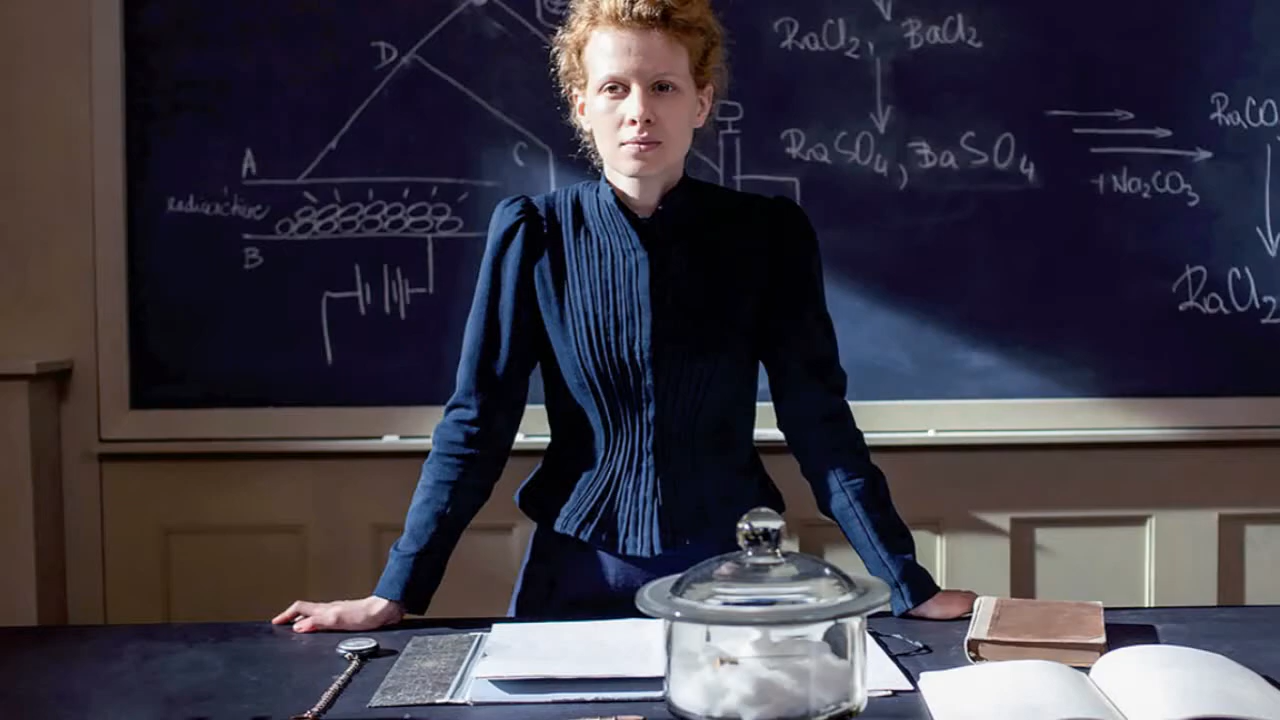 D
A
C
radioactive
B
RaCl₂, BaCl₂
RaSO₄, BaSO₄
+Na₂CO₃
RaCO
RaCl₂